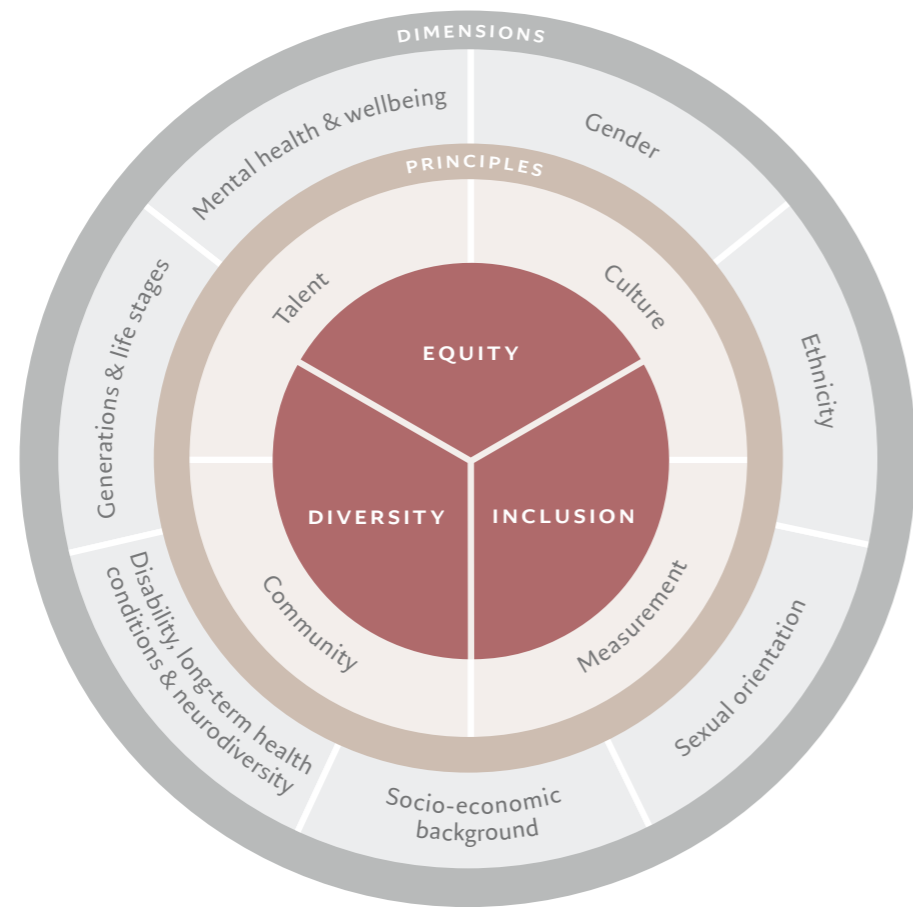 DIMENSIONS
Mental health & wellbeing
Gender
PRINCIPLES
Talent
Culture
Generations & life stages
Ethnicity
EQUITY
DIVERSITY
INCLUSION
Community
Measurement
Disability, long-term health
conditions & neurodiversity
Sexual orientation
Socio-economic
background